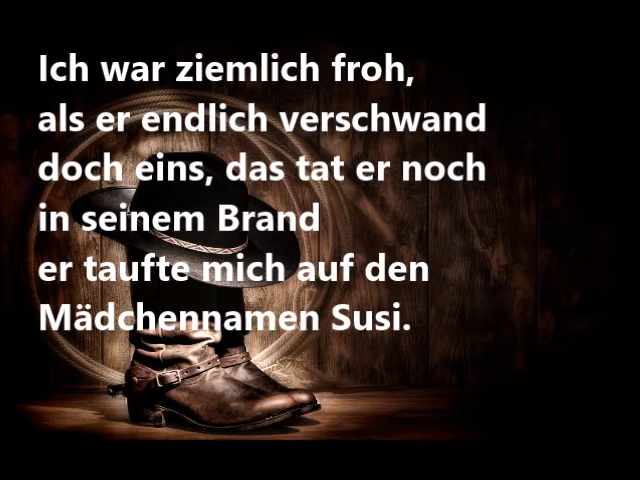 Ich war ziemlich froh,
als er endlich verschwand
doch eins, das tat er noch
in seinem Brand
er taufte mich auf den
Mädchennamen Susi.